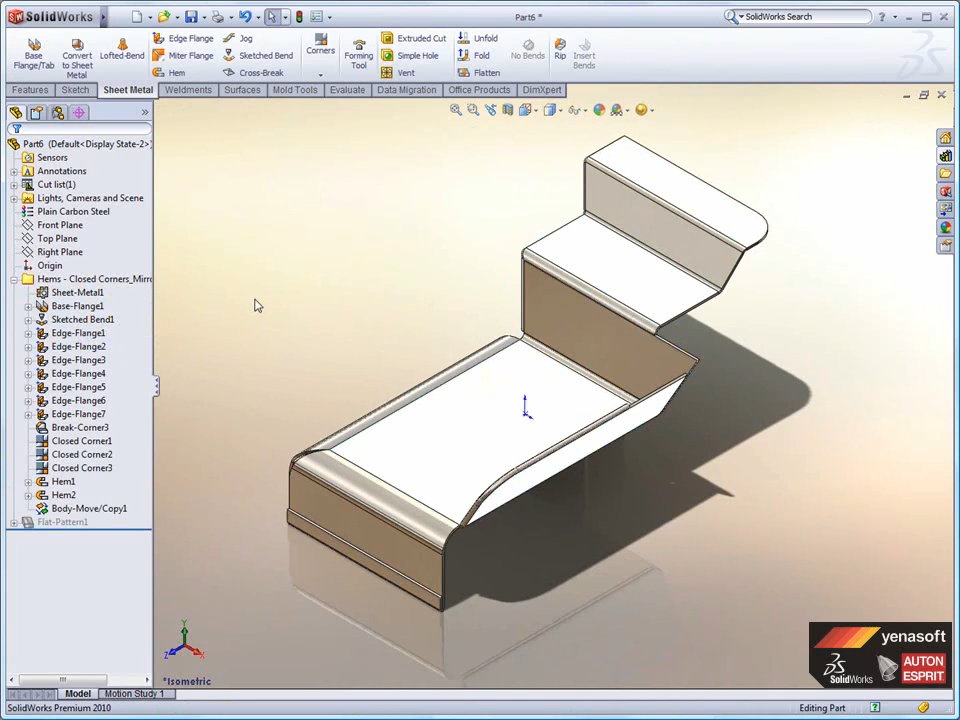 SolidWorks
Part6 *
SolidWorks Search
Base Flange/Tab
Convert to Sheet Metal
Lofted-Bend
Edge Flange
Miter Flange
Hem
Jog
Sketched Bend
Cross-Break
Corners
Forming Tool
Extruded Cut
Simple Hole
Vent
Unfold
Fold
Flatten
No Bends
Rip
Insert Bends
Features
Sketch
Sheet Metal
Weldments
Surfaces
Mold Tools
Evaluate
Data Migration
Office Products
DimXpert
Part6 (Default<Display State-2>)
Sensors
Annotations
Cut list(1)
Lights, Cameras and Scene
Plain Carbon Steel
Front Plane
Top Plane
Right Plane
Origin
Hems - Closed Corners_Mirro
Sheet-Metal1
Base-Flange1
Sketched Bend1
Edge-Flange1
Edge-Flange2
Edge-Flange3
Edge-Flange4
Edge-Flange5
Edge-Flange6
Edge-Flange7
Break-Corner3
Closed Corner1
Closed Corner2
Closed Corner3
Hem1
Hem2
Body-Move/Copy1
Flat-Pattern1
Y
Z
X
*Isometric
yenasoft
SolidWorks
AUTON
ESPRIT
Model
Motion Study 1
SolidWorks Premium 2010
Editing Part